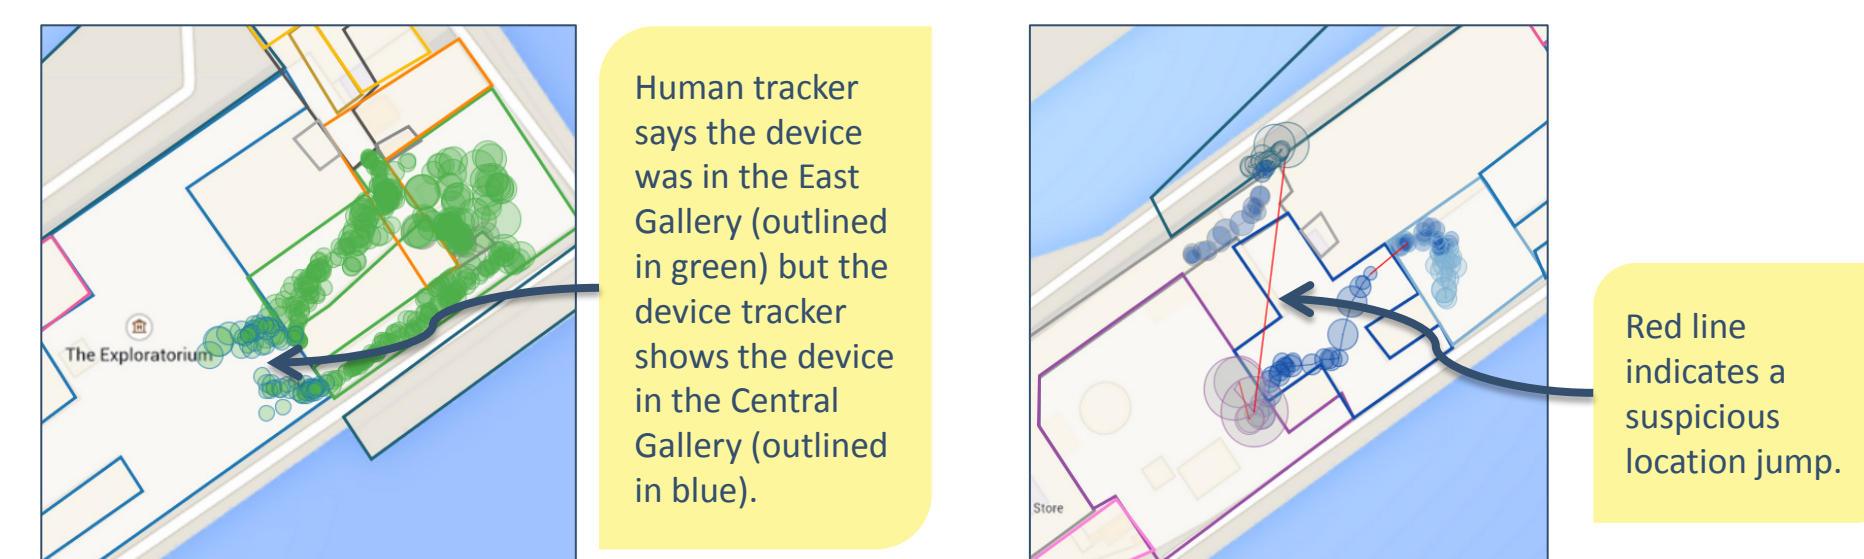 The Exploratorium
Human tracker
says the device
was in the East
Gallery (outlined
in green) but the
device tracker
shows the device
in the Central
Gallery (outlined
in blue).
Store
Red line
indicates a
suspicious
location jump.